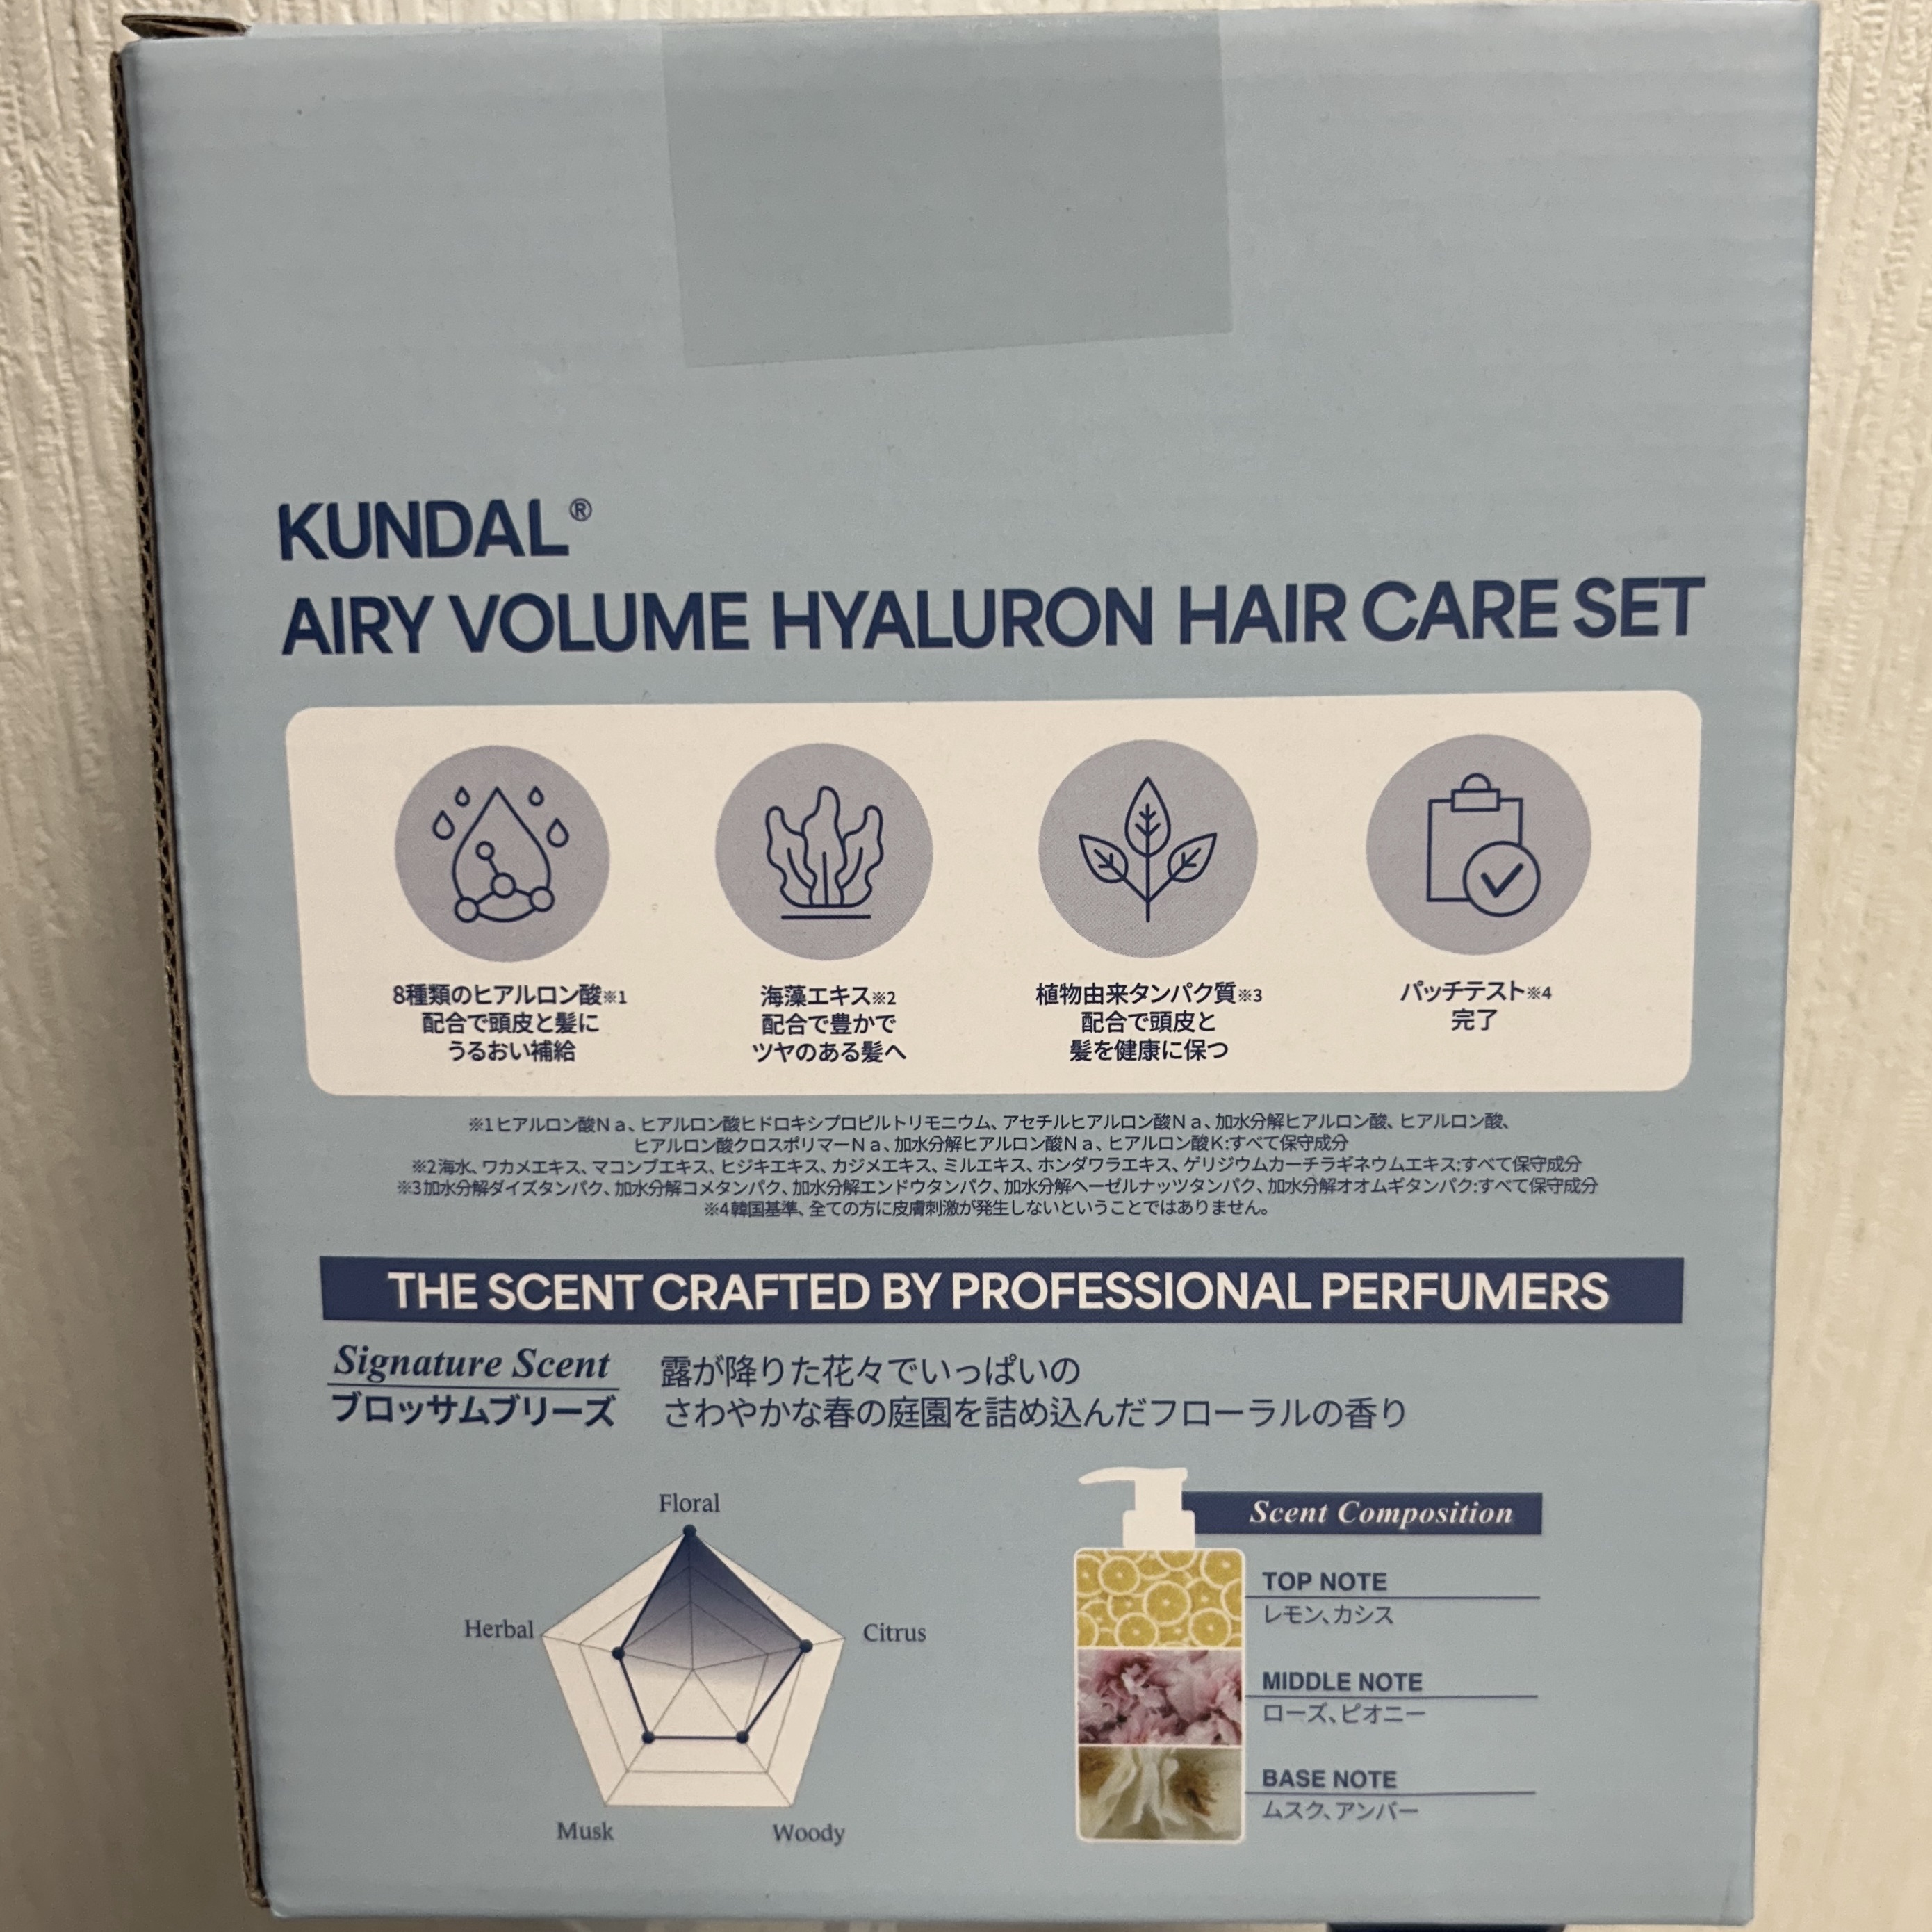 KUNDAL®
AIRY VOLUME HYALURON HAIR CARE SET
8種類のヒアルロン酸※1
配合で頭皮と髪に
うるおい補給
海藻エキス※2
配合で豊かで
ツヤのある髪へ
植物由来タンパク質※3
配合で頭皮と
髪を健康に保つ
パッチテスト※4
完了
※1ヒアルロン酸Na、ヒアルロン酸ヒドロキシプロピルトリモニウム、アセチルヒアルロン酸Na、加水分解ヒアルロン酸、ヒアルロン酸、
ヒアルロン酸クロスポリマーNa、加水分解ヒアルロン酸Na、ヒアルロン酸K:すべて保守成分
※2海水、ワカメエキス、マコンブエキス、ヒジキエキス、カジメエキス、ミルエキス、ホンダワラエキス、ゲリジウムカーチラギネウムエキス:すべて保守成分
※3加水分解ダイズタンパク、加水分解コメタンパク、加水分解エンドウタンパク、加水分解ヘーゼルナッツタンパク、加水分解オオムギタンパク:すべて保守成分
※4韓国基準、全ての方に皮膚刺激が発生しないということではありません。
THE SCENT CRAFTED BY PROFESSIONAL PERFUMERS
Signature Scent
ブロッサムブリーズ
露が降りた花々でいっぱいの
さわやかな春の庭園を詰め込んだフローラルの香り
Floral
Herbal
Citrus
Musk
Woody
Scent Composition
TOP NOTE
レモン、カシス
MIDDLE NOTE
ローズ、ピオニー
BASE NOTE
ムスク、アンバー